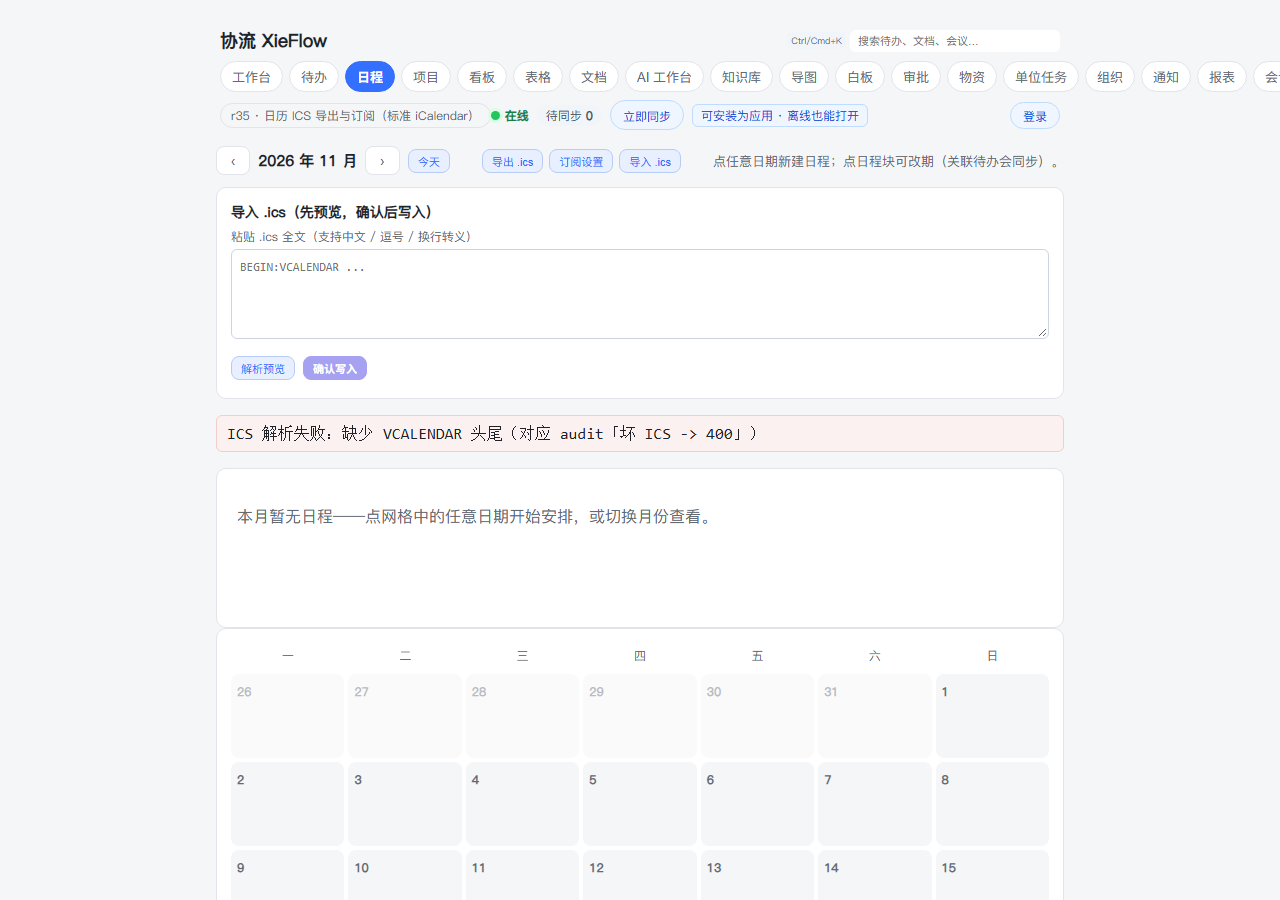 协流 XieFlow
Ctrl/Cmd+K 搜索待办、文档、会议…
工作台 待办 日程 项目 看板 表格 文档 AI 工作台 知识库 导图 白板 审批 物资 单位任务 组织 通知 报表
r35 · 日历 ICS 导出与订阅（标准 iCalendar） 在线 待同步 0 立即同步 可安装为应用 · 离线也能打开 登录
‹ 2026 年 11 月 › 今天 导出 .ics 订阅设置 导入 .ics 点任意日期新建日程；点日程块可改期（关联待办会同步）。
导入 .ics（先预览，确认后写入）
粘贴 .ics 全文（支持中文 / 逗号 / 换行转义）
BEGIN:VCALENDAR ...
解析预览 确认写入
ICS 解析失败：缺少 VCALENDAR 头尾（对应 audit「坏 ICS -> 400」）
本月暂无日程——点网格中的任意日期开始安排，或切换月份查看。
一 二 三 四 五 六 日
26 27 28 29 30 31 1
2 3 4 5 6 7 8
9 10 11 12 13 14 15